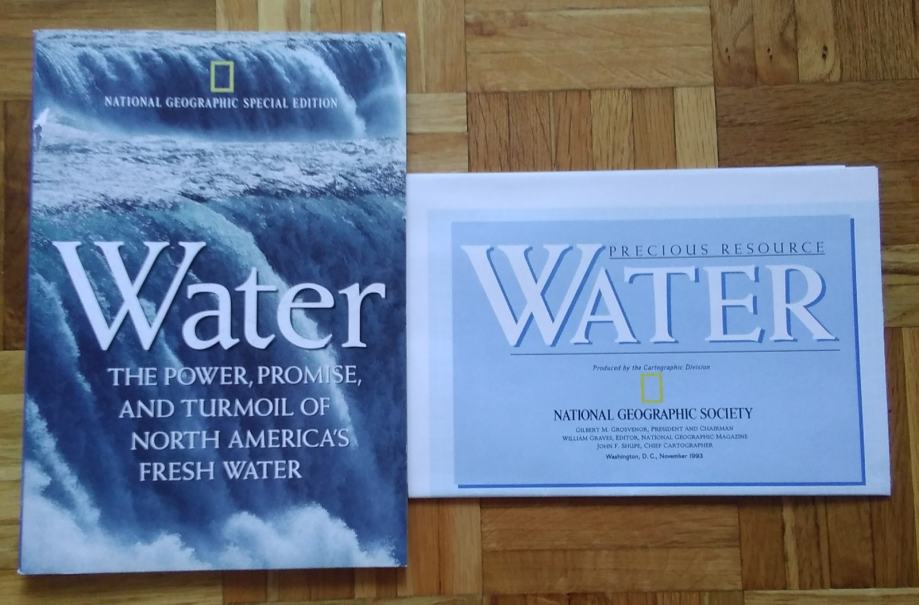 NATIONAL GEOGRAPHIC SPECIAL EDITION
Water
THE POWER, PROMISE,
AND TURMOIL OF
NORTH AMERICA'S
FRESH WATER
PRECIOUS RESOURCE
WATER
Produced by the Cartographic Division
NATIONAL GEOGRAPHIC SOCIETY
GILBERT M. GROSVENOR, PRESIDENT AND CHAIRMAN
WILLIAM GRAVES, EDITOR, NATIONAL GEOGRAPHIC MAGAZINE
JOHN F. SHUPE, CHIEF CARTOGRAPHER
Washington, D.C., November 1993